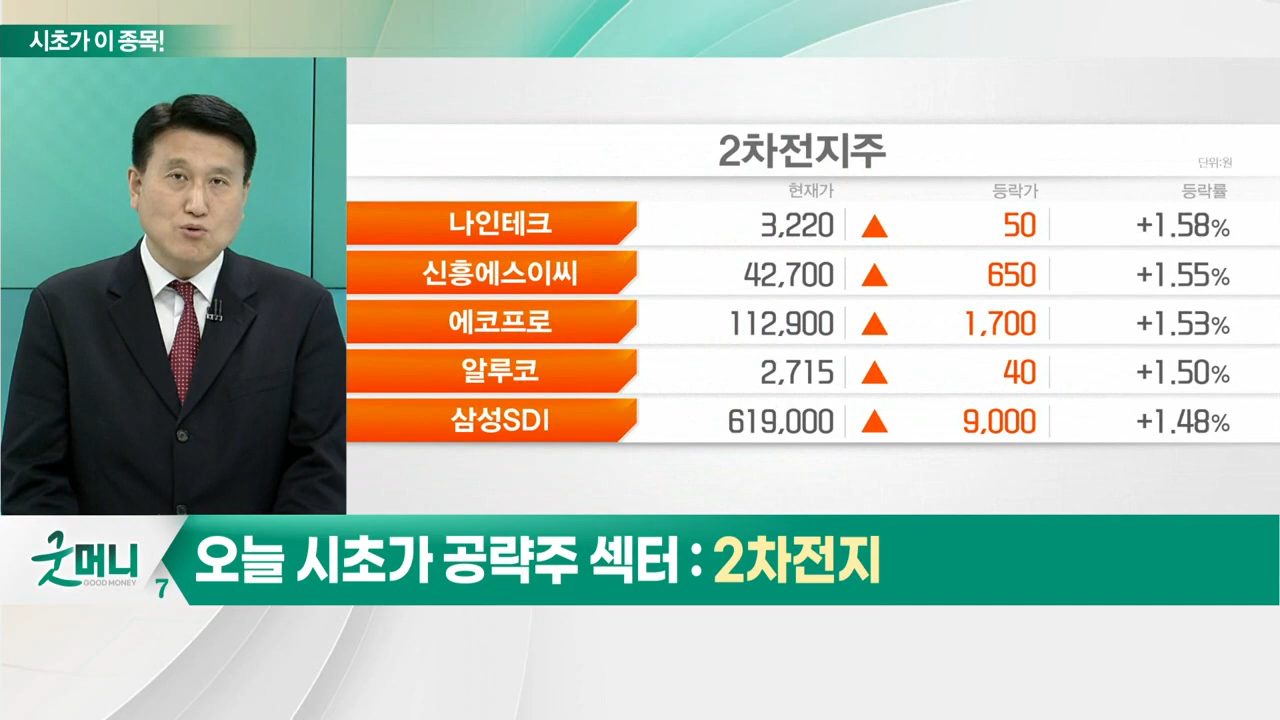 시초가 이 종목!
2차전지주
단위:원
현재가 등락가 등락률
나인테크 3,220 ▲ 50 +1.58%
신흥에스이씨 42,700 ▲ 650 +1.55%
에코프로 112,900 ▲ 1,700 +1.53%
알루코 2,715 ▲ 40 +1.50%
삼성SDI 619,000 ▲ 9,000 +1.48%
굿머니
GOOD MONEY
7
오늘 시초가 공략주 섹터 : 2차전지